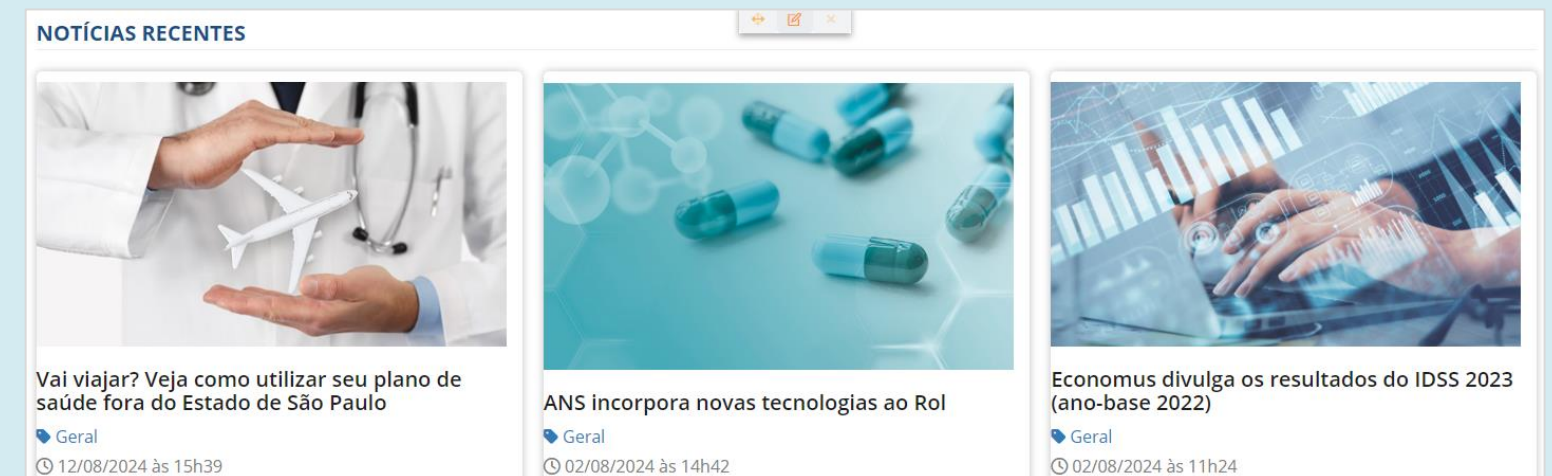 NOTÍCIAS RECENTES
Vai viajar? Veja como utilizar seu plano de
saúde fora do Estado de São Paulo
Geral
12/08/2024 às 15h39
ANS incorpora novas tecnologias ao Rol
Geral
02/08/2024 às 14h42
Economus divulga os resultados do IDSS 2023
(ano-base 2022)
Geral
02/08/2024 às 11h24